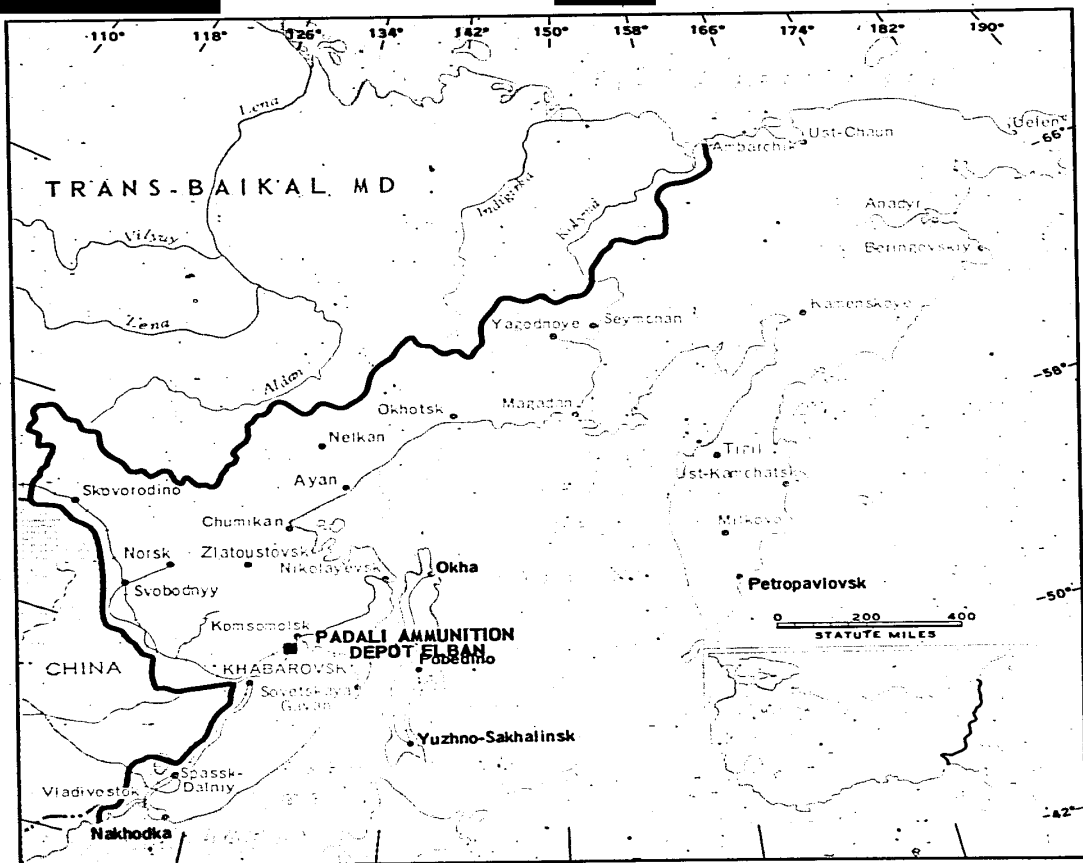 110° 118° 126° 134° 142° 150° 158° 166° 174° 182° 190°
Lena
Ust-Chaun
Uelen
Ambarchik
-66°
TRANS-BAIKAL MD
Indigirka
Kolyma
Anadyr
Vilyuy
Beringovskiy
Kamenskoye
Lena
Yagodnoye
Seymchan
-58°
Aldan
Okhotsk
Magadan
Nelkan
Tigil
Ust-Kamchatsk
Ayan
Skovorodino
Chumikan
Milkovo
Norsk
Zlatoustovsk
Nikolayevsk
Okha
Svobodnyy
Petropavlovsk
-50°
0 200 400
STATUTE MILES
Komsomolsk
PADALI AMMUNITION
DEPOT ELBAN
CHINA
KHABAROVSK
Pobedino
Sovetskaya
Gavan
Yuzhno-Sakhalinsk
Spassk-
Dalniy
Vladivostok
-42°
Nakhodka